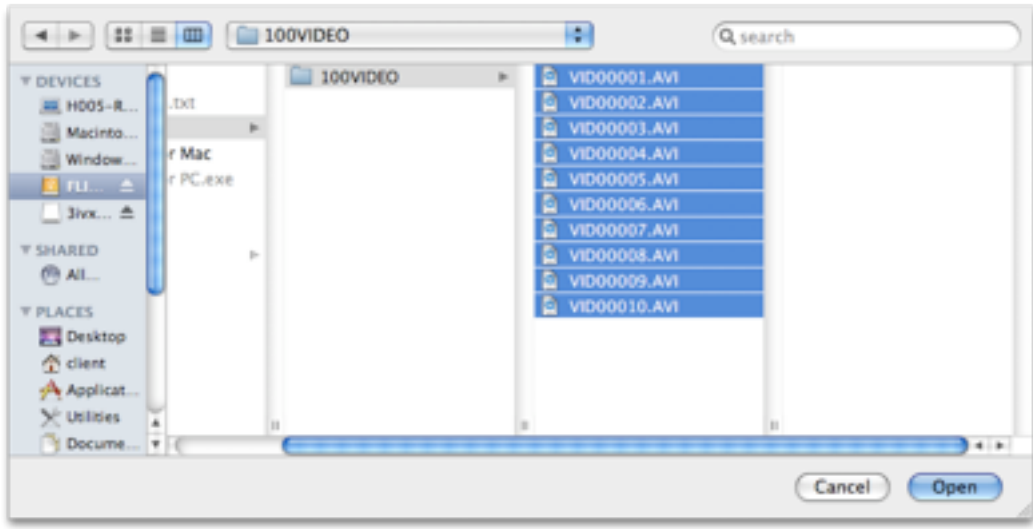 100VIDEO
search
DEVICES
H005-R...
Macinto...
Window...
FLI...
3ivx...
SHARED
All...
PLACES
Desktop
client
Applicat...
Utilities
Docume...
.txt
r Mac
r PC.exe
100VIDEO
VID00001.AVI
VID00002.AVI
VID00003.AVI
VID00004.AVI
VID00005.AVI
VID00006.AVI
VID00007.AVI
VID00008.AVI
VID00009.AVI
VID00010.AVI
Cancel
Open